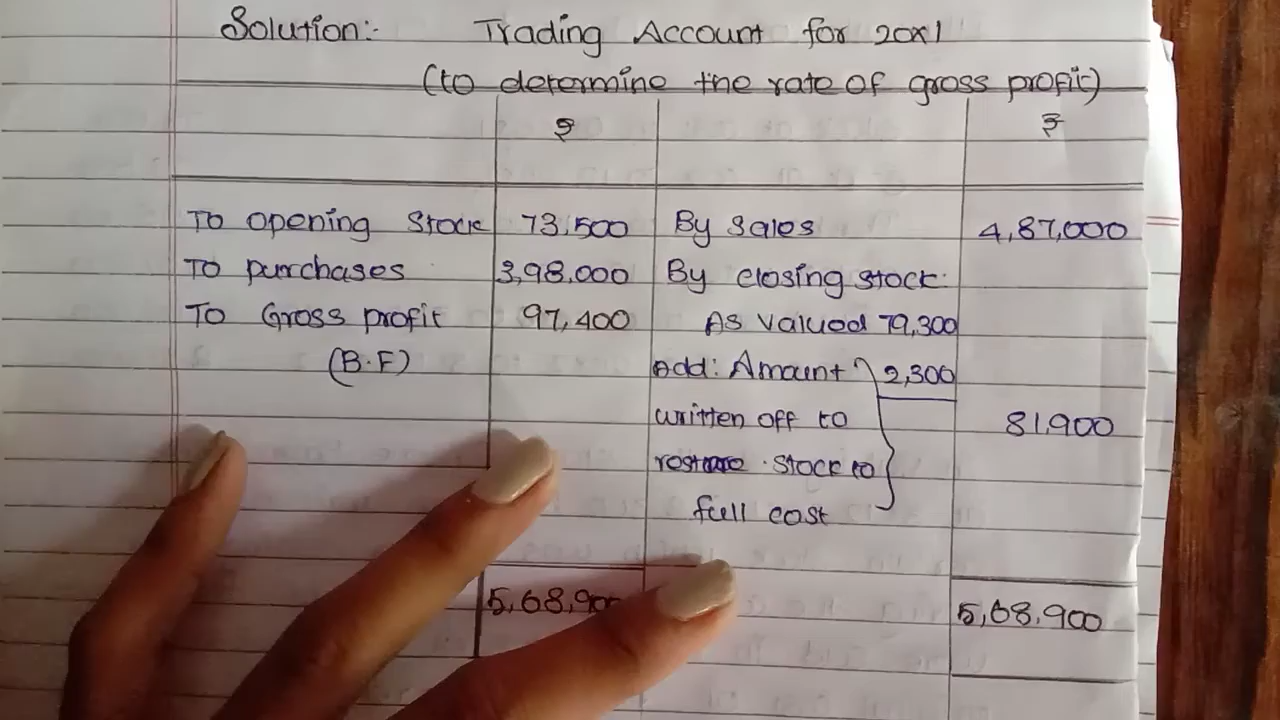 Solution:- Trading Account for 20X1
(to determine the rate of gross profit)
₹ ₹
To opening Stock 73,500 By Sales 4,87,000
To purchases 3,98,000 By closing stock
To Gross profit 97,400 As Valued 79,300
(B.F) Add: Amount 2,300
written off to 81,900
Stock to
full cost
5,68,900 5,68,900